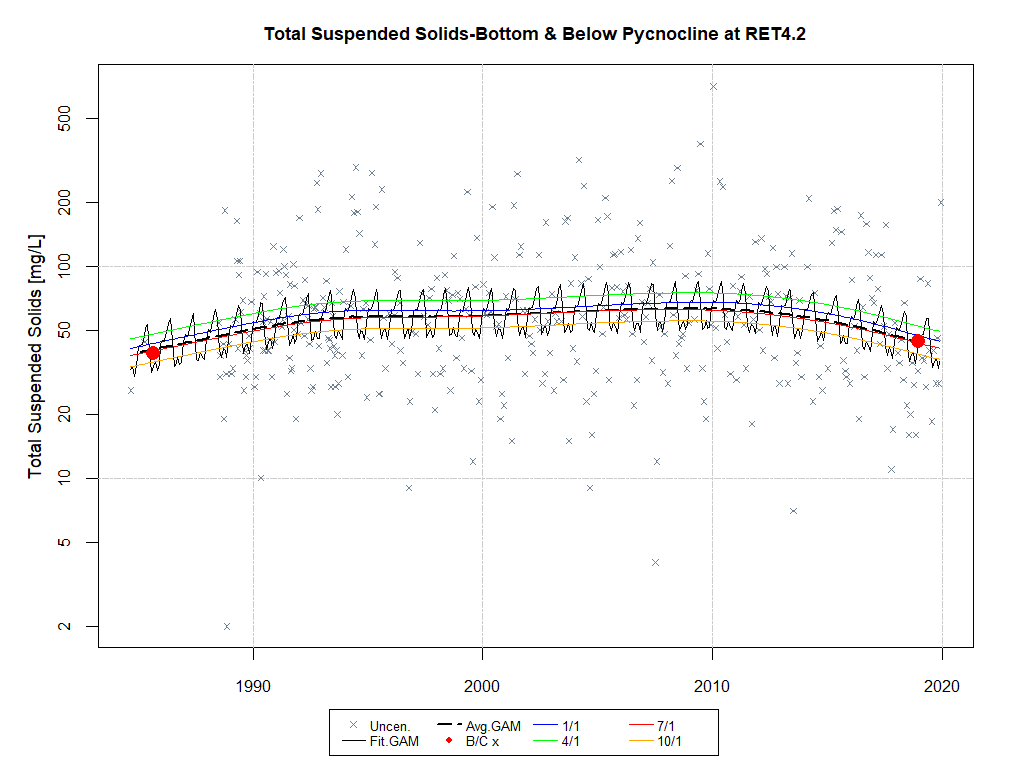 Total Suspended Solids-Bottom & Below Pycnocline at RET4.2
Total Suspended Solids [mg/L]
500
200
100
50
20
10
5
2
1990 2000 2010 2020
Uncen. Avg.GAM 1/1 7/1
Fit.GAM B/C x 4/1 10/1